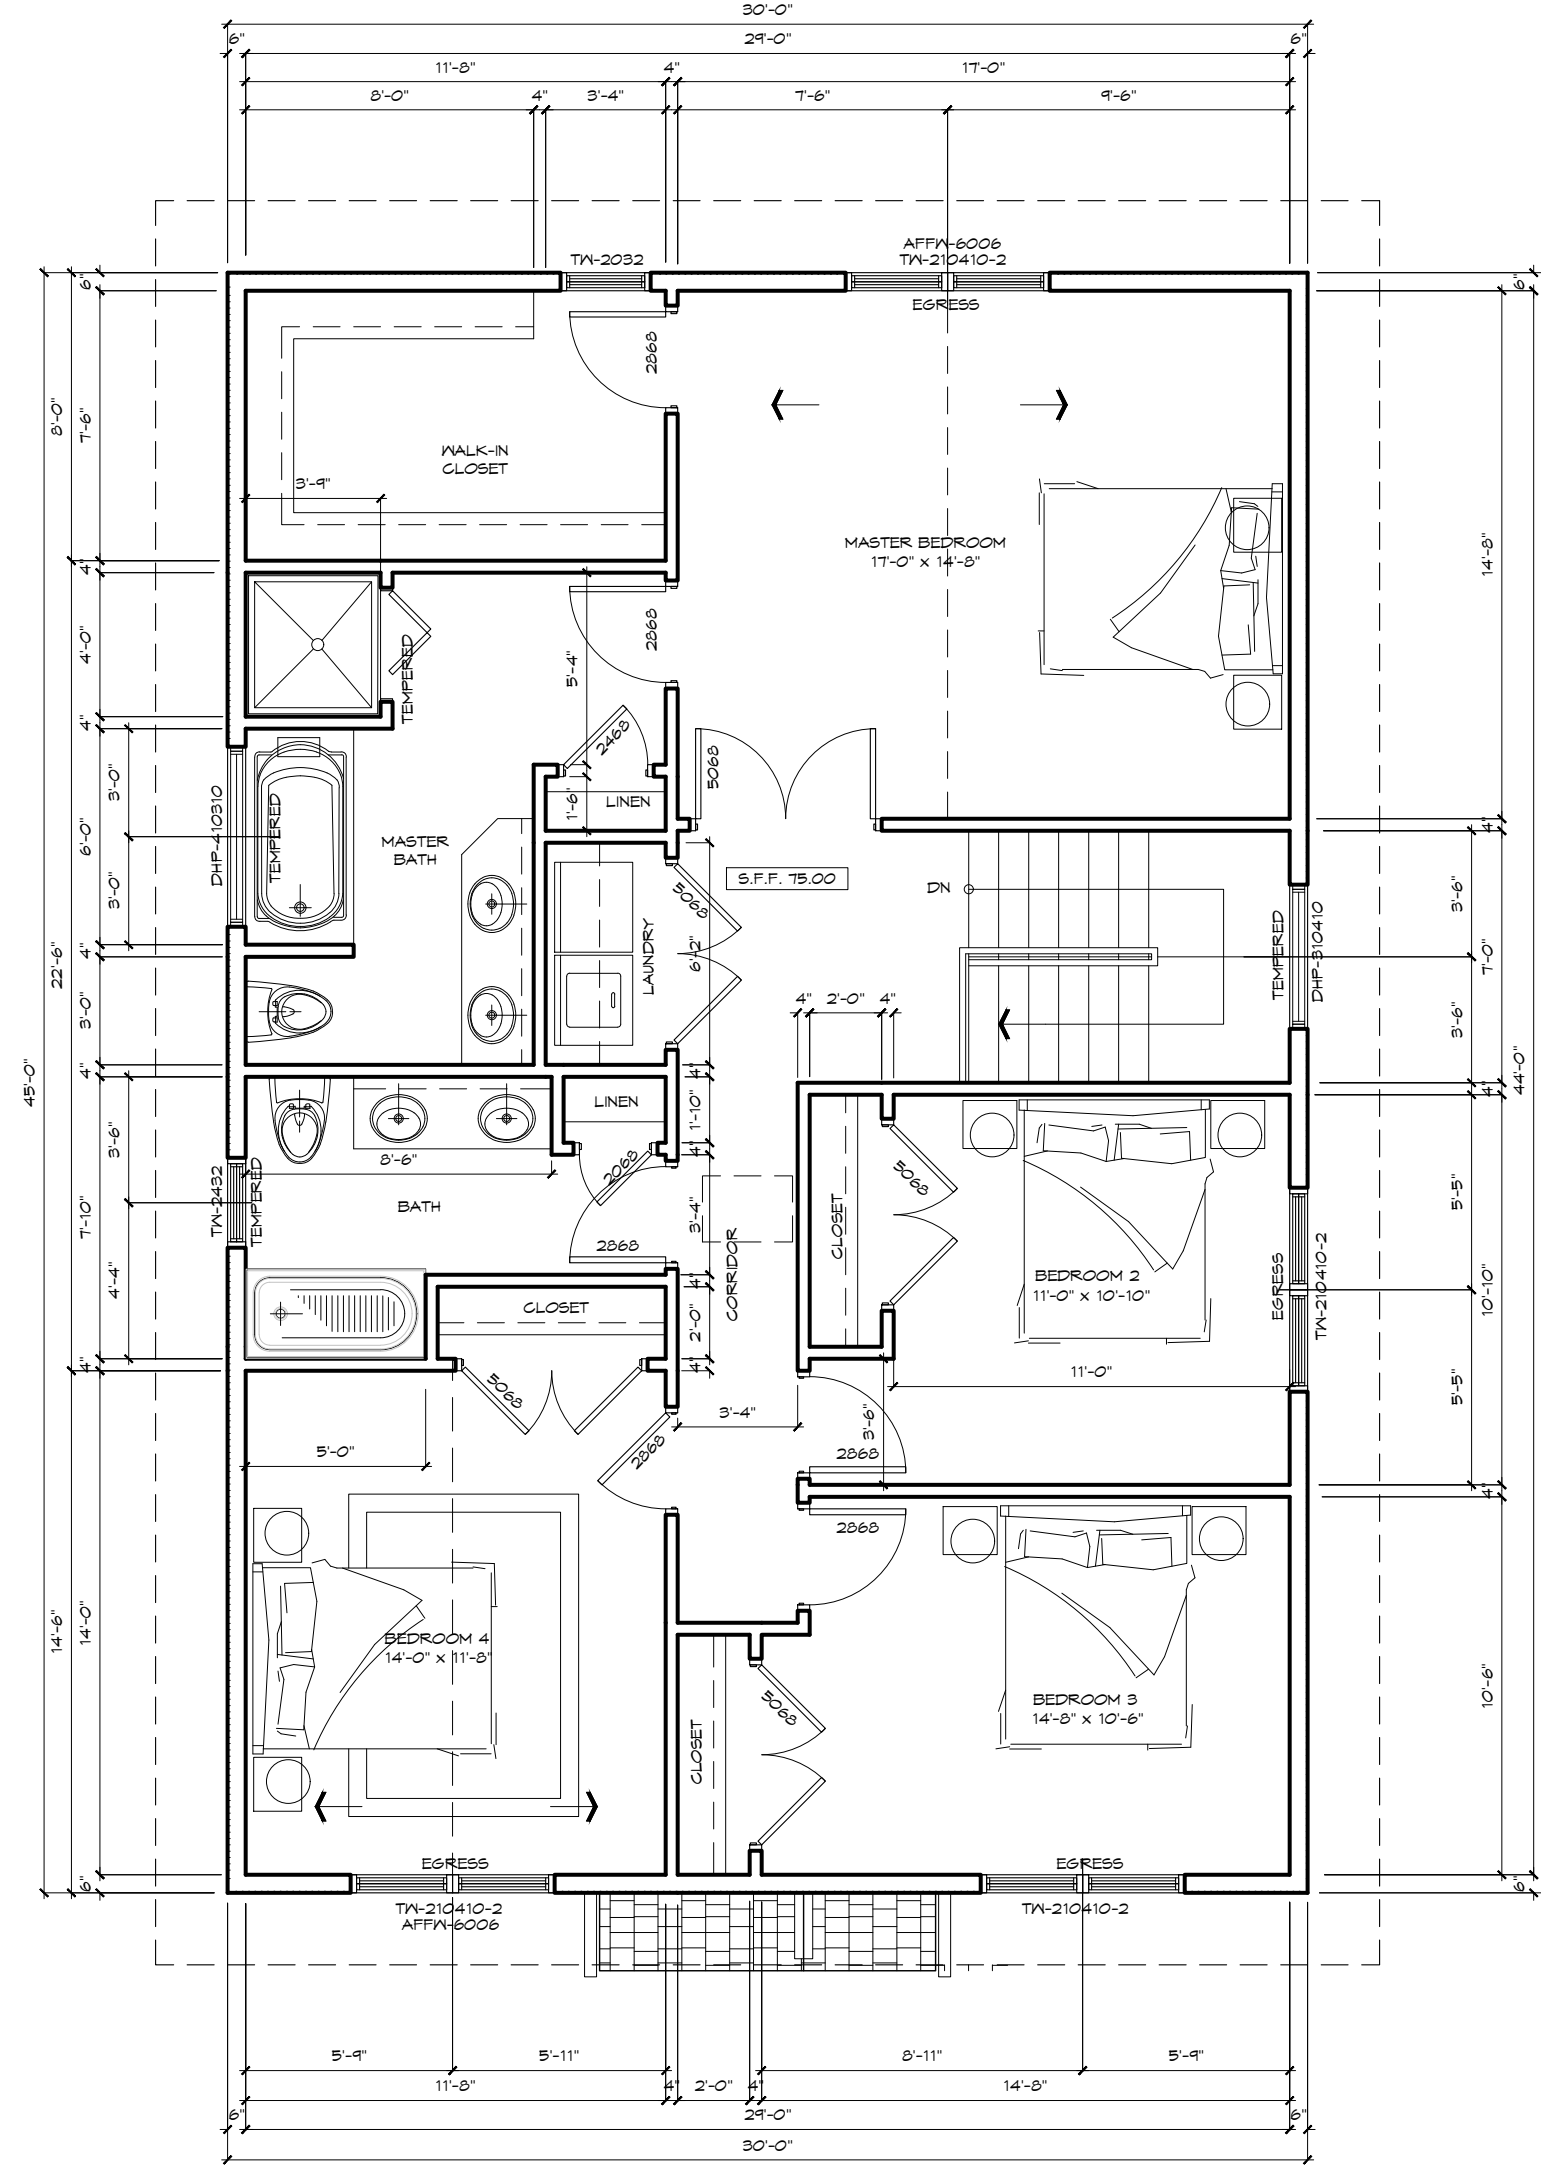 30'-0"
6"
29'-0"
6"
11'-8"
4"
17'-0"
8'-0"
4"
3'-4"
7'-6"
9'-6"
AFFW-6006
TW-2032
TW-210410-2
EGRESS
6"
6"
2868
8'-0"
7'-6"
WALK-IN
CLOSET
3'-9"
MASTER BEDROOM
17'-0" x 14'-8"
14'-8"
4"
4'-0"
TEMPERED
2868
5'-4"
2468
4"
5068
3'-0"
6'-0"
3'-0"
DHP-410310
TEMPERED
MASTER
BATH
1'-6"
LINEN
4"
S.F.F. 75.00
DN
5068
6'-2"
LAUNDRY
3'-6"
7'-0"
3'-6"
TEMPERED
DHP-310410
22'-6"
4"
3'-0"
4"
2'-0"
4"
45'-0"
44'-0"
4"
4"
4"
LINEN
1'-10"
4"
3'-6"
7'-10"
4'-4"
TW-2432
TEMPERED
8'-6"
BATH
2068
2868
3'-4"
CORRIDOR
CLOSET
5068
BEDROOM 2
11'-0" x 10'-10"
EGRESS
TW-210410-2
5'-5"
10'-10"
5'-5"
4"
CLOSET
2'-0"
4"
4"
5068
11'-0"
3'-4"
3'-6"
2868
5'-0"
2868
4"
2868
14'-6"
14'-0"
BEDROOM 4
14'-0" x 11'-8"
5068
CLOSET
BEDROOM 3
14'-8" x 10'-6"
10'-6"
EGRESS
EGRESS
6"
6"
TW-210410-2
AFFW-6006
TW-210410-2
5'-9"
5'-11"
8'-11"
5'-9"
11'-8"
4"
2'-0"
4"
14'-8"
6"
29'-0"
6"
30'-0"